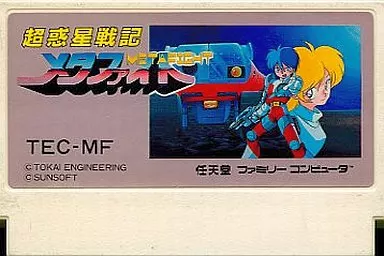 超惑星戦記
METAFIGHT
メタファイト
TEC-MF
© TOKAI ENGINEERING
© SUNSOFT
任天堂 ファミリー コンピュータ